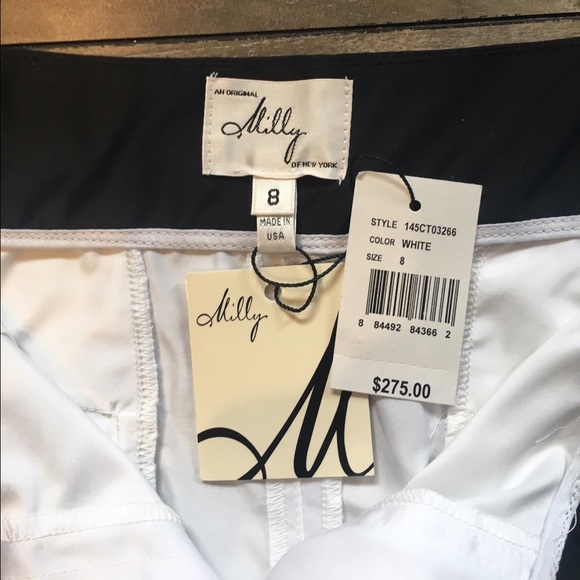 AN ORIGINAL
Milly
OF NEW YORK
8
MADE IN
USA
STYLE 145CT03266
COLOR WHITE
SIZE 8
8 84492 84366 2
$275.00
Milly
M